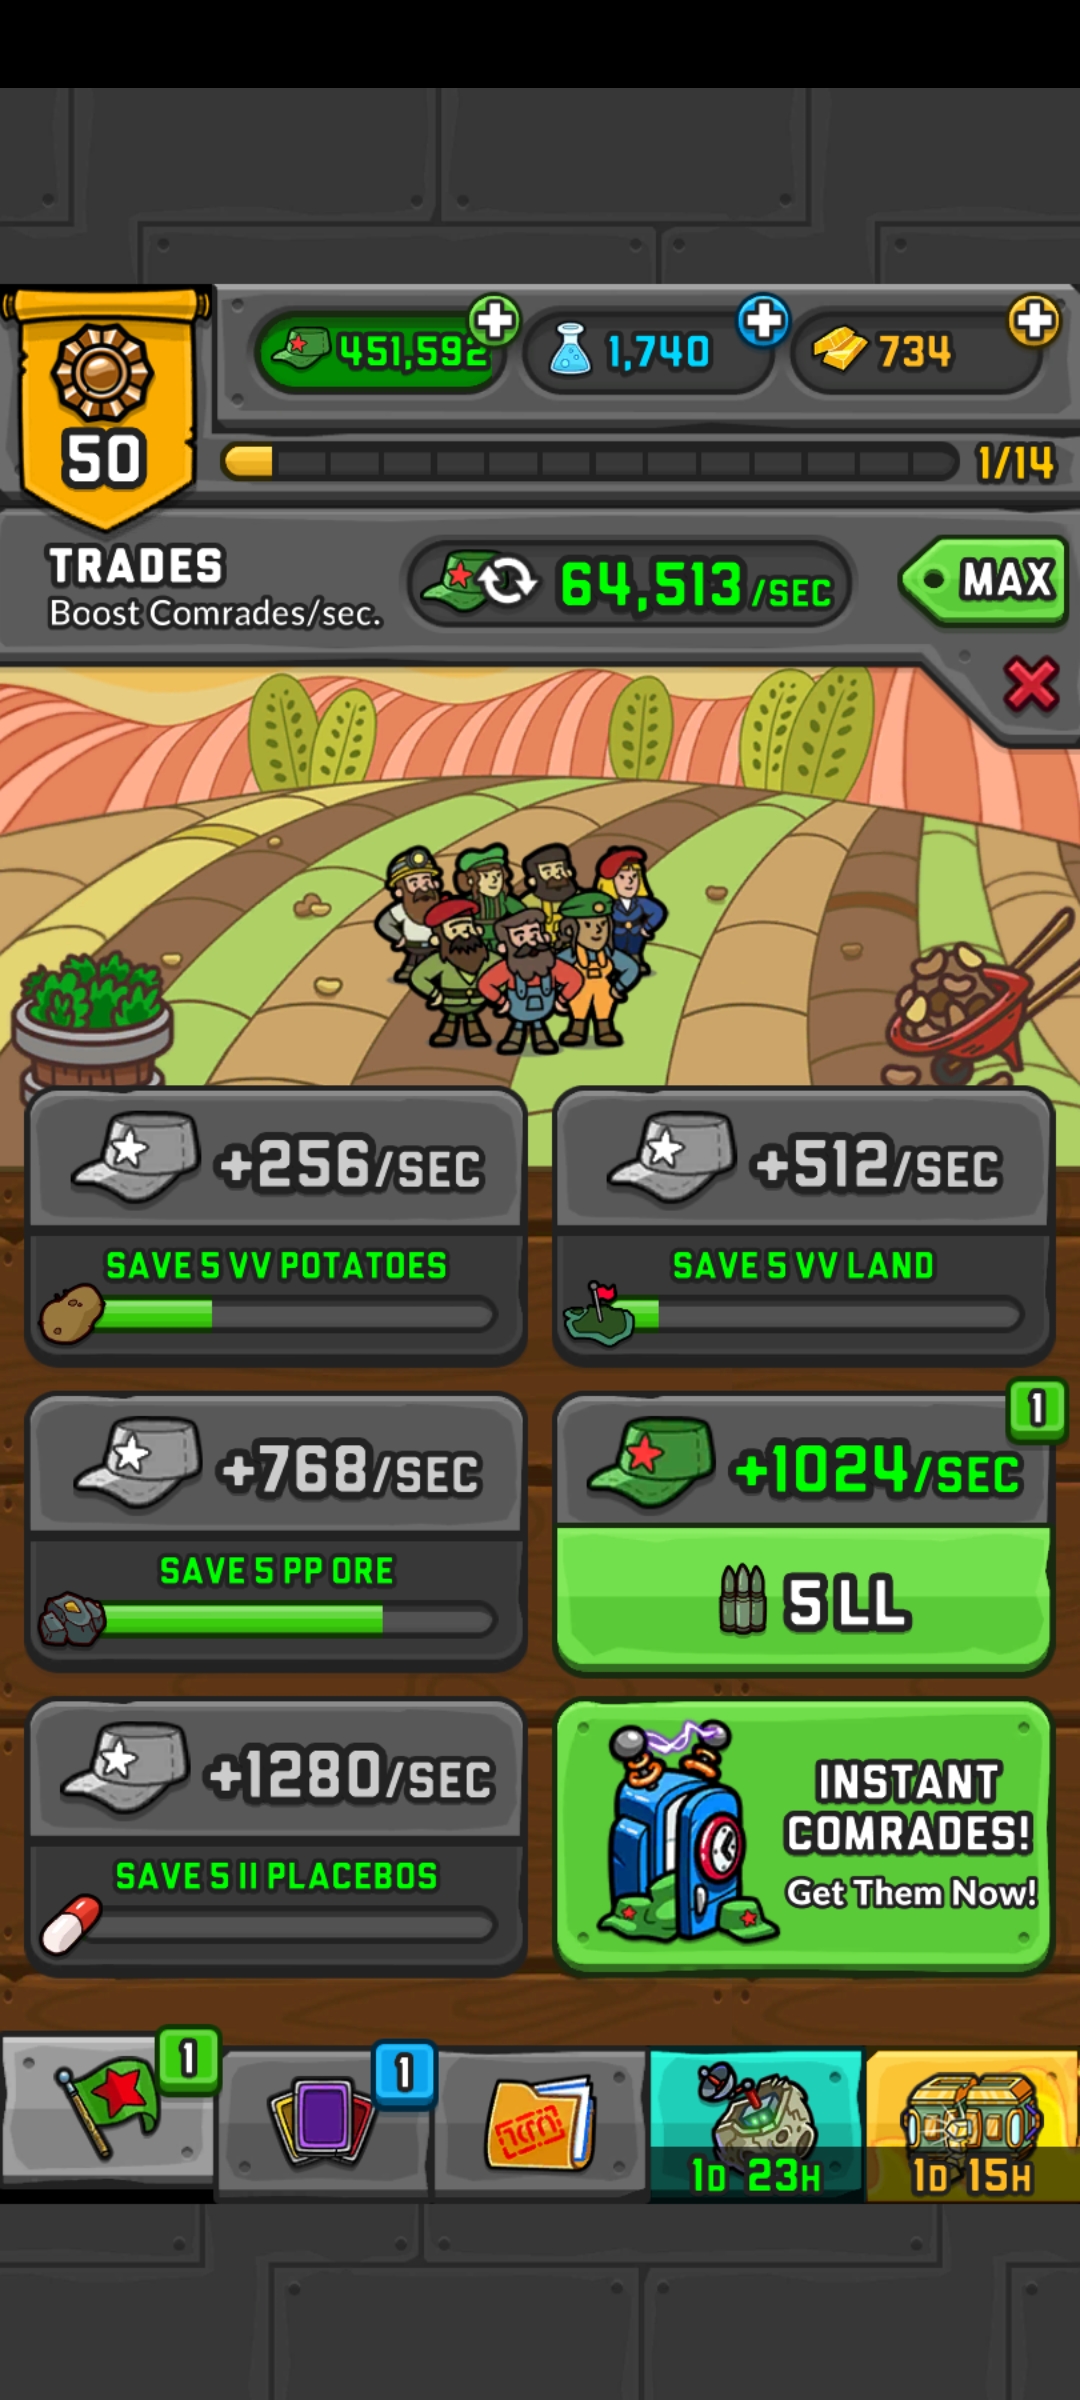 451,592
1,740
734
50
1/14
TRADES
Boost Comrades/sec.
64,513/SEC
MAX
+256/SEC
SAVE 5 VV POTATOES
+512/SEC
SAVE 5 VV LAND
+768/SEC
SAVE 5 PP ORE
1
+1024/SEC
5 LL
+1280/SEC
SAVE 5 II PLACEBOS
INSTANT
COMRADES!
Get Them Now!
1
1
1D 23H
1D 15H